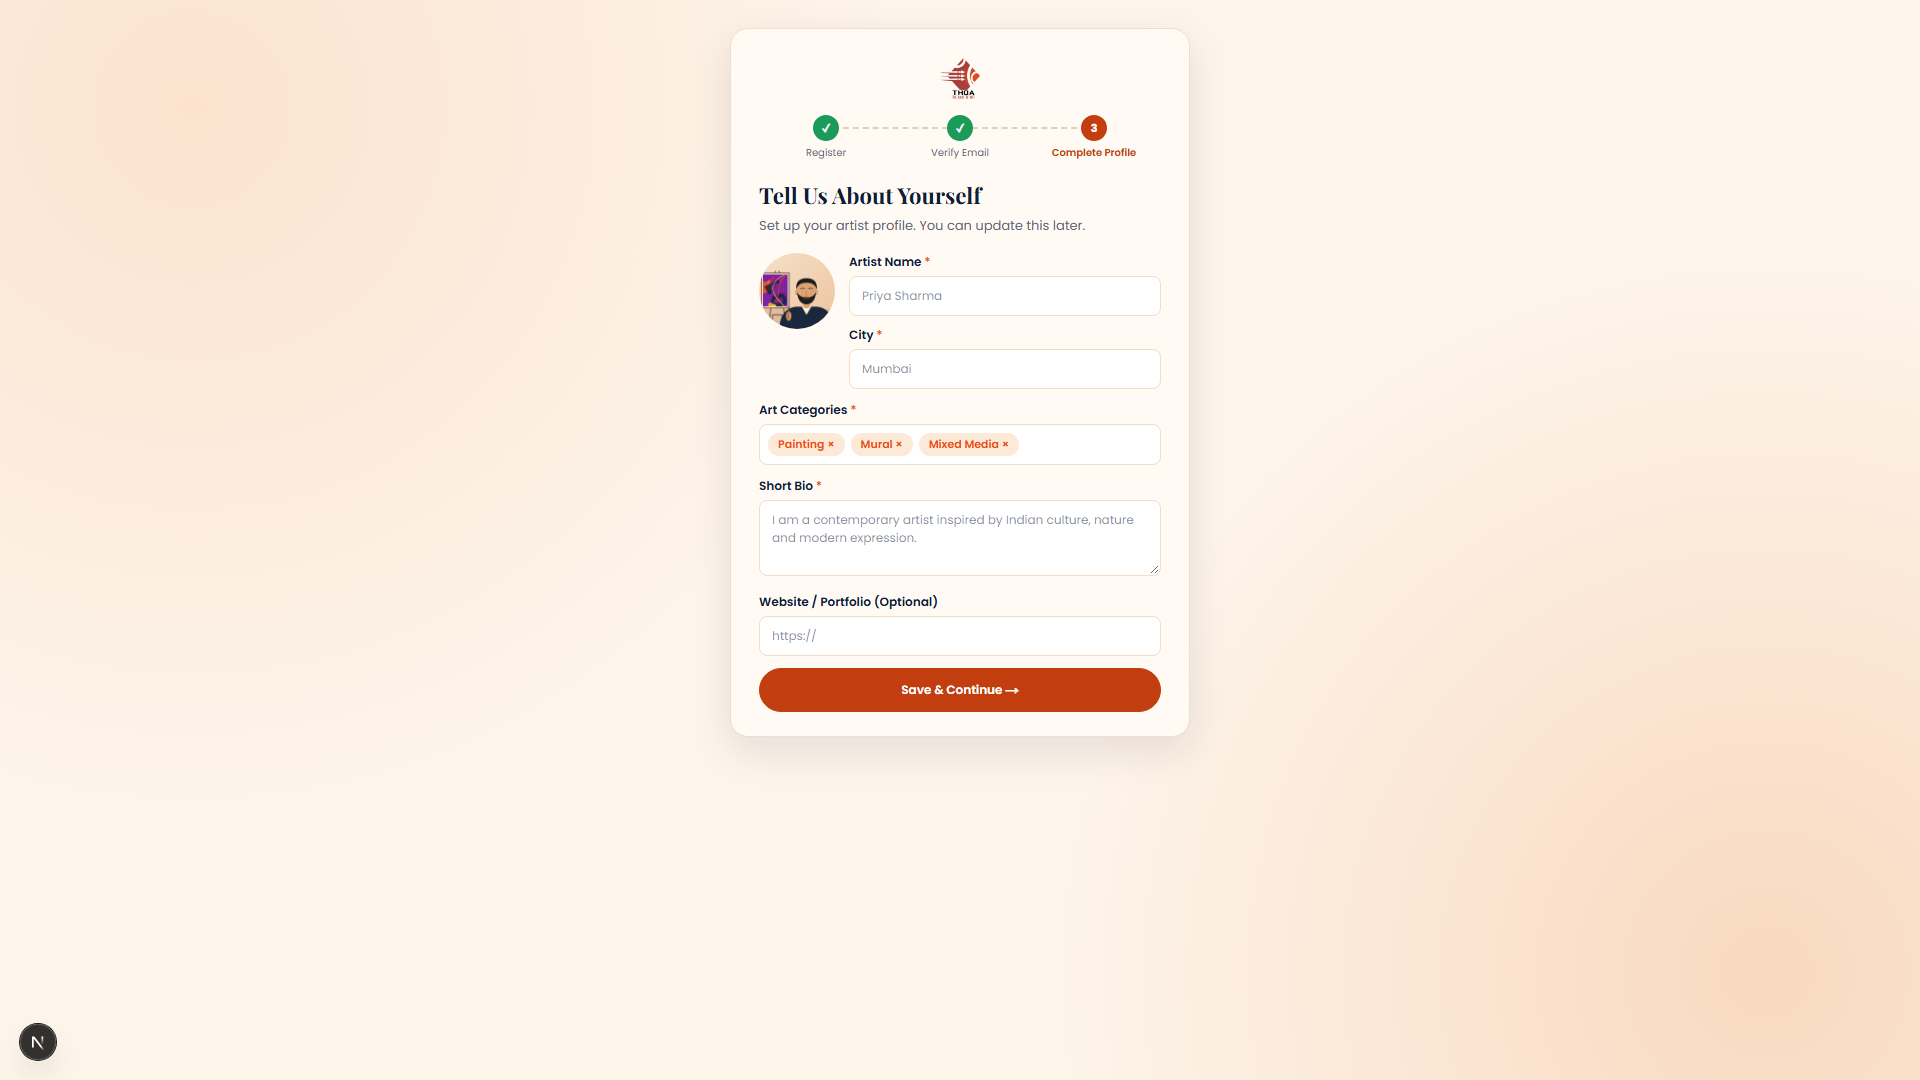 THOA
✓
✓
3
Register
Verify Email
Complete Profile
Tell Us About Yourself
Set up your artist profile. You can update this later.
Artist Name *
Priya Sharma
City *
Mumbai
Art Categories *
Painting ×
Mural ×
Mixed Media ×
Short Bio *
I am a contemporary artist inspired by Indian culture, nature
and modern expression.
Website / Portfolio (Optional)
https://
Save & Continue →
N